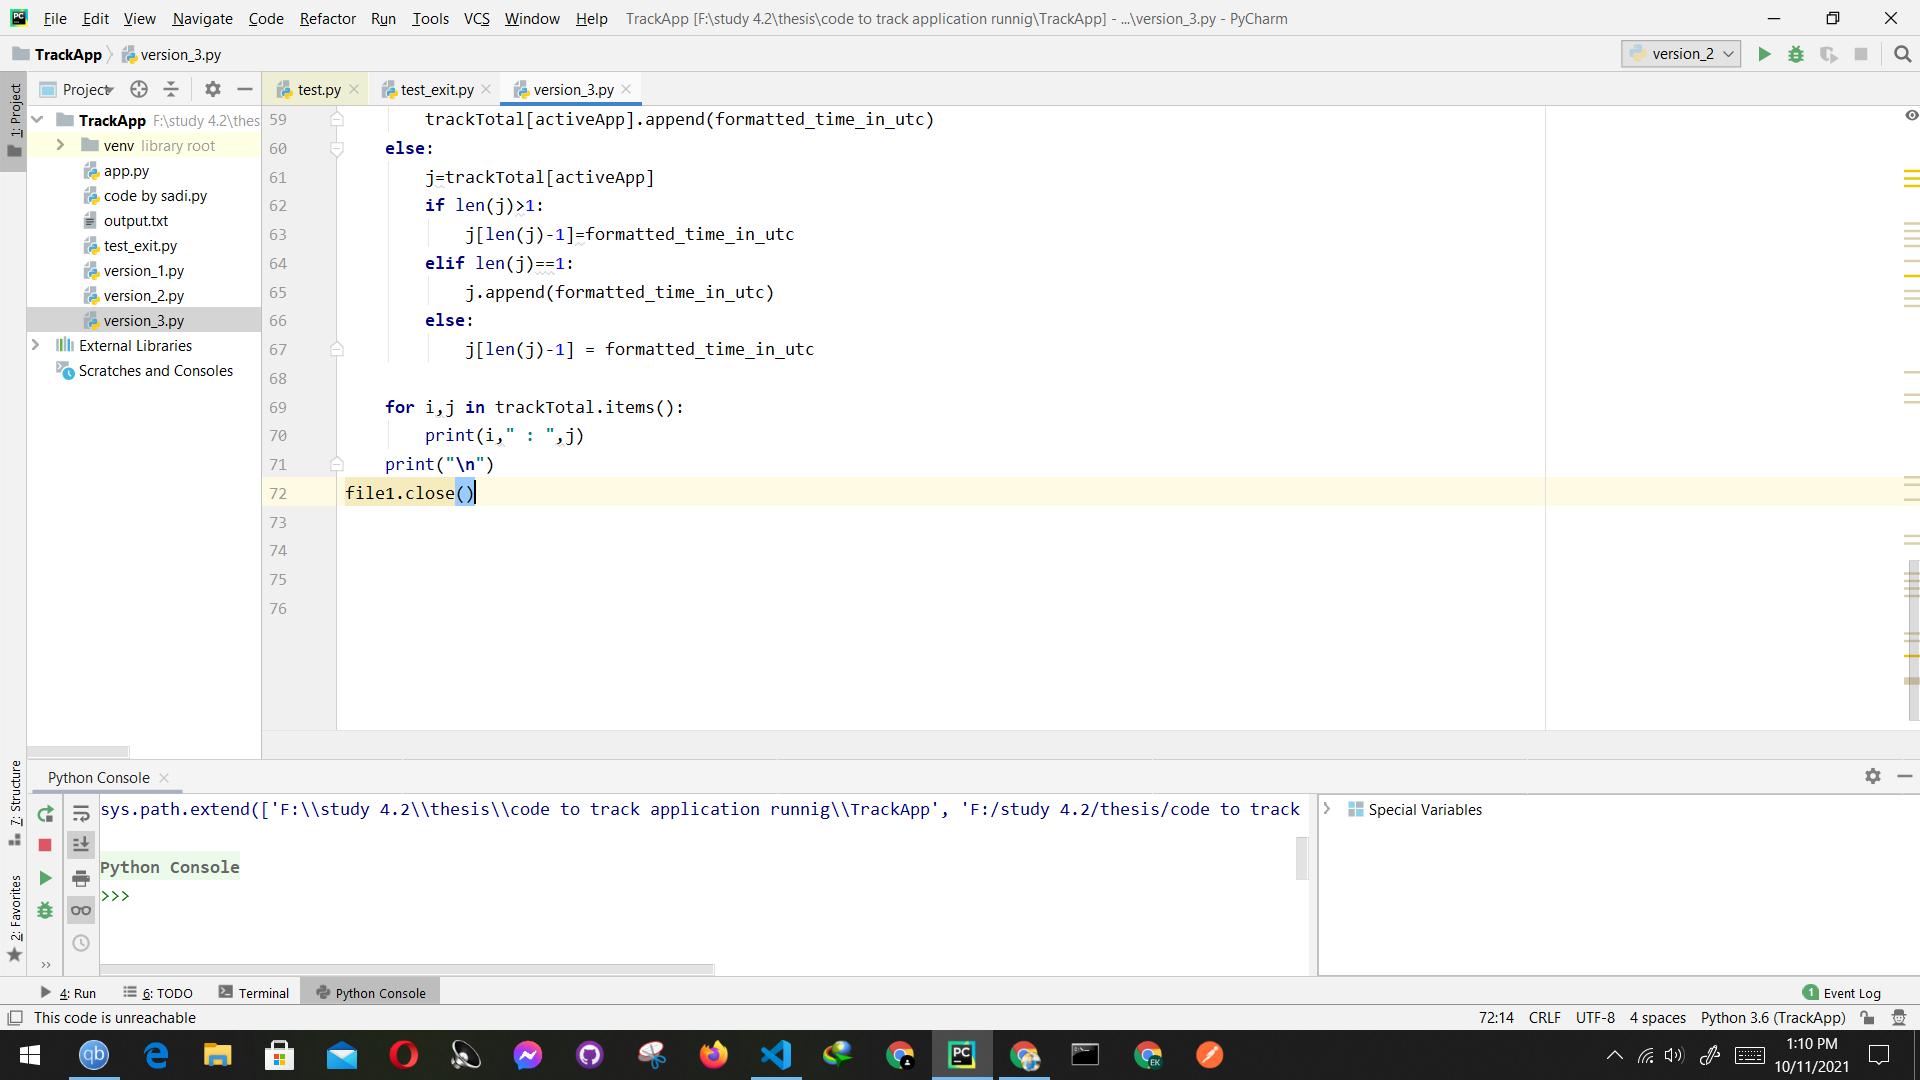 File Edit View Navigate Code Refactor Run Tools VCS Window Help TrackApp [F:\study 4.2\thesis\code to track application runnig\TrackApp] - ...\version_3.py - PyCharm
TrackApp version_3.py version_2
1: Project
Project test.py test_exit.py version_3.py
TrackApp F:\study 4.2\thes
venv library root
app.py
code by sadi.py
output.txt
test_exit.py
version_1.py
version_2.py
version_3.py
External Libraries
Scratches and Consoles
59 trackTotal[activeApp].append(formatted_time_in_utc)
60 else:
61 j=trackTotal[activeApp]
62 if len(j)>1:
63 j[len(j)-1]=formatted_time_in_utc
64 elif len(j)==1:
65 j.append(formatted_time_in_utc)
66 else:
67 j[len(j)-1] = formatted_time_in_utc
68
69 for i,j in trackTotal.items():
70 print(i," : ",j)
71 print("\n")
72 file1.close()
73
74
75
76
7: Structure
2: Favorites
Python Console
sys.path.extend(['F:\\study 4.2\\thesis\\code to track application runnig\\TrackApp', 'F:/study 4.2/thesis/code to track
Python Console
>>>
Special Variables
4: Run 6: TODO Terminal Python Console 1 Event Log
This code is unreachable 72:14 CRLF UTF-8 4 spaces Python 3.6 (TrackApp)
qb PC EK
1:10 PM
10/11/2021